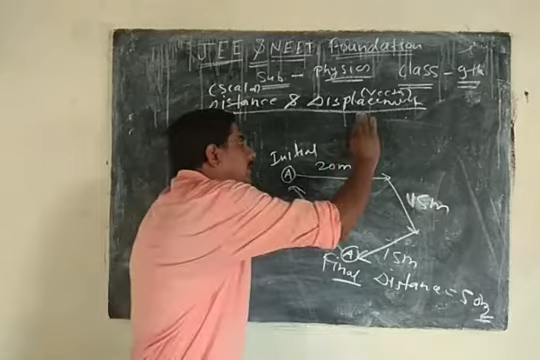 JEE & NEET Foundation
Sub - physics Class - 9th
(Scalar) (Vector)
Distance & Displacement
Initial
A 20m
15m
A 15m
Final Distance = 50m